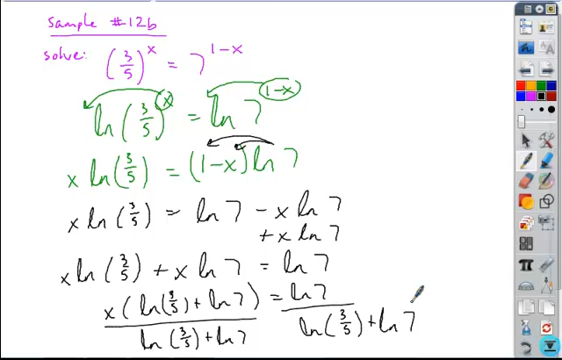 Sample #12b
solve: (3/5)^x = 7^(1-x)
ln(3/5)^x = ln 7^(1-x)
x ln(3/5) = (1-x) ln 7
x ln(3/5) = ln 7 - x ln 7
+ x ln 7
x ln(3/5) + x ln 7 = ln 7
x(ln(3/5) + ln 7) = ln 7
ln(3/5) + ln 7 ln(3/5) + ln 7